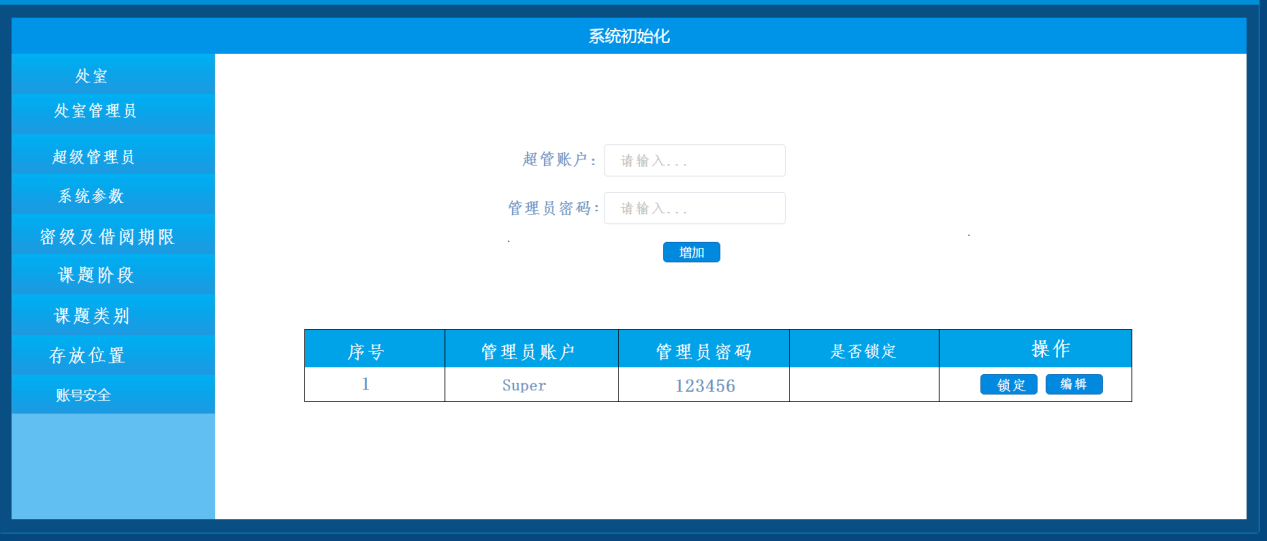 系统初始化
处室
处室管理员
超级管理员
系统参数
密级及借阅期限
课题阶段
课题类别
存放位置
账号安全
超管账户: 请输入...
管理员密码: 请输入...
增加
序号 管理员账户 管理员密码 是否锁定 操作
1 Super 123456 锁定 编辑